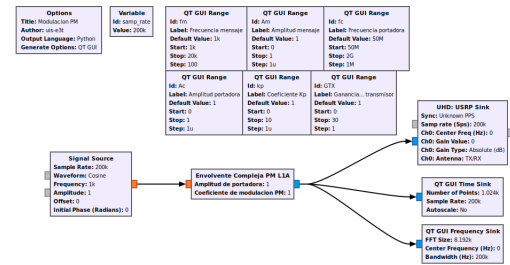 Options
Title: Modulacion PM
Author: uis-e3t
Output Language: Python
Generate Options: QT GUI
Variable
Id: samp_rate
Value: 200k
QT GUI Range
Id: fm
Label: Frecuencia mensaje
Default Value: 1k
Start: 1k
Stop: 20k
Step: 100
QT GUI Range
Id: Am
Label: Amplitud mensaje
Default Value: 1
Start: 0
Stop: 1
Step: 1u
QT GUI Range
Id: fc
Label: Frecuencia portadora
Default Value: 50M
Start: 50M
Stop: 2G
Step: 1M
QT GUI Range
Id: Ac
Label: Amplitud portadora
Default Value: 1
Start: 0
Stop: 1
Step: 1u
QT GUI Range
Id: kp
Label: Coeficiente Kp
Default Value: 1
Start: 0
Stop: 10
Step: 1u
QT GUI Range
Id: GTX
Label: Ganancia... transmisor
Default Value: 1
Start: 0
Stop: 30
Step: 1
Signal Source
Sample Rate: 200k
Waveform: Cosine
Frequency: 1k
Amplitude: 1
Offset: 0
Initial Phase (Radians): 0
Envolvente Compleja PM L1A
Amplitud de portadora: 1
Coeficiente de modulacion PM: 1
UHD: USRP Sink
Sync: Unknown PPS
Samp rate (Sps): 200k
Ch0: Center Freq (Hz): 0
Ch0: Gain Value: 0
Ch0: Gain Type: Absolute (dB)
Ch0: Antenna: TX/RX
QT GUI Time Sink
Number of Points: 1.024k
Sample Rate: 200k
Autoscale: No
QT GUI Frequency Sink
FFT Size: 8.192k
Center Frequency (Hz): 0
Bandwidth (Hz): 200k